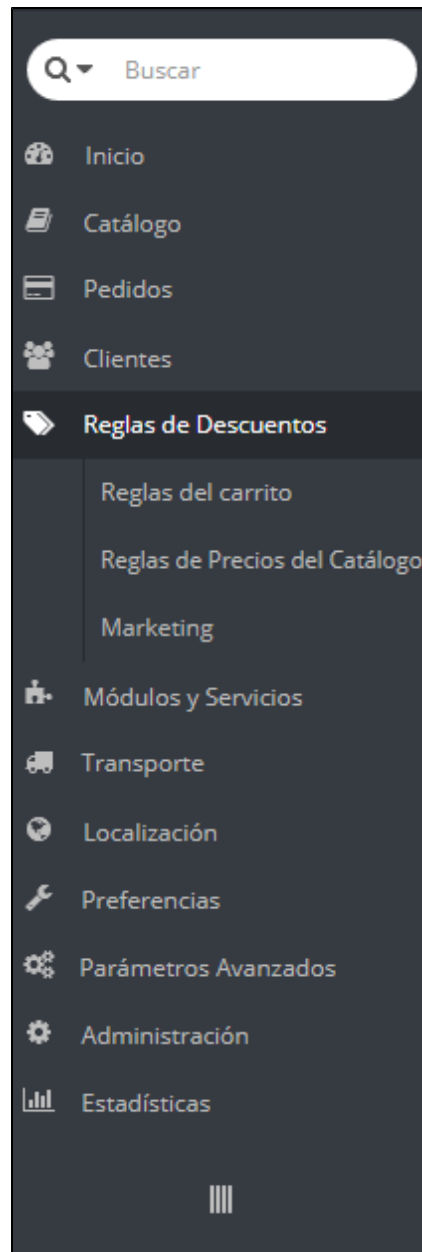 Buscar
Inicio
Catálogo
Pedidos
Clientes
Reglas de Descuentos
Reglas del carrito
Reglas de Precios del Catálogo
Marketing
Módulos y Servicios
Transporte
Localización
Preferencias
Parámetros Avanzados
Administración
Estadísticas